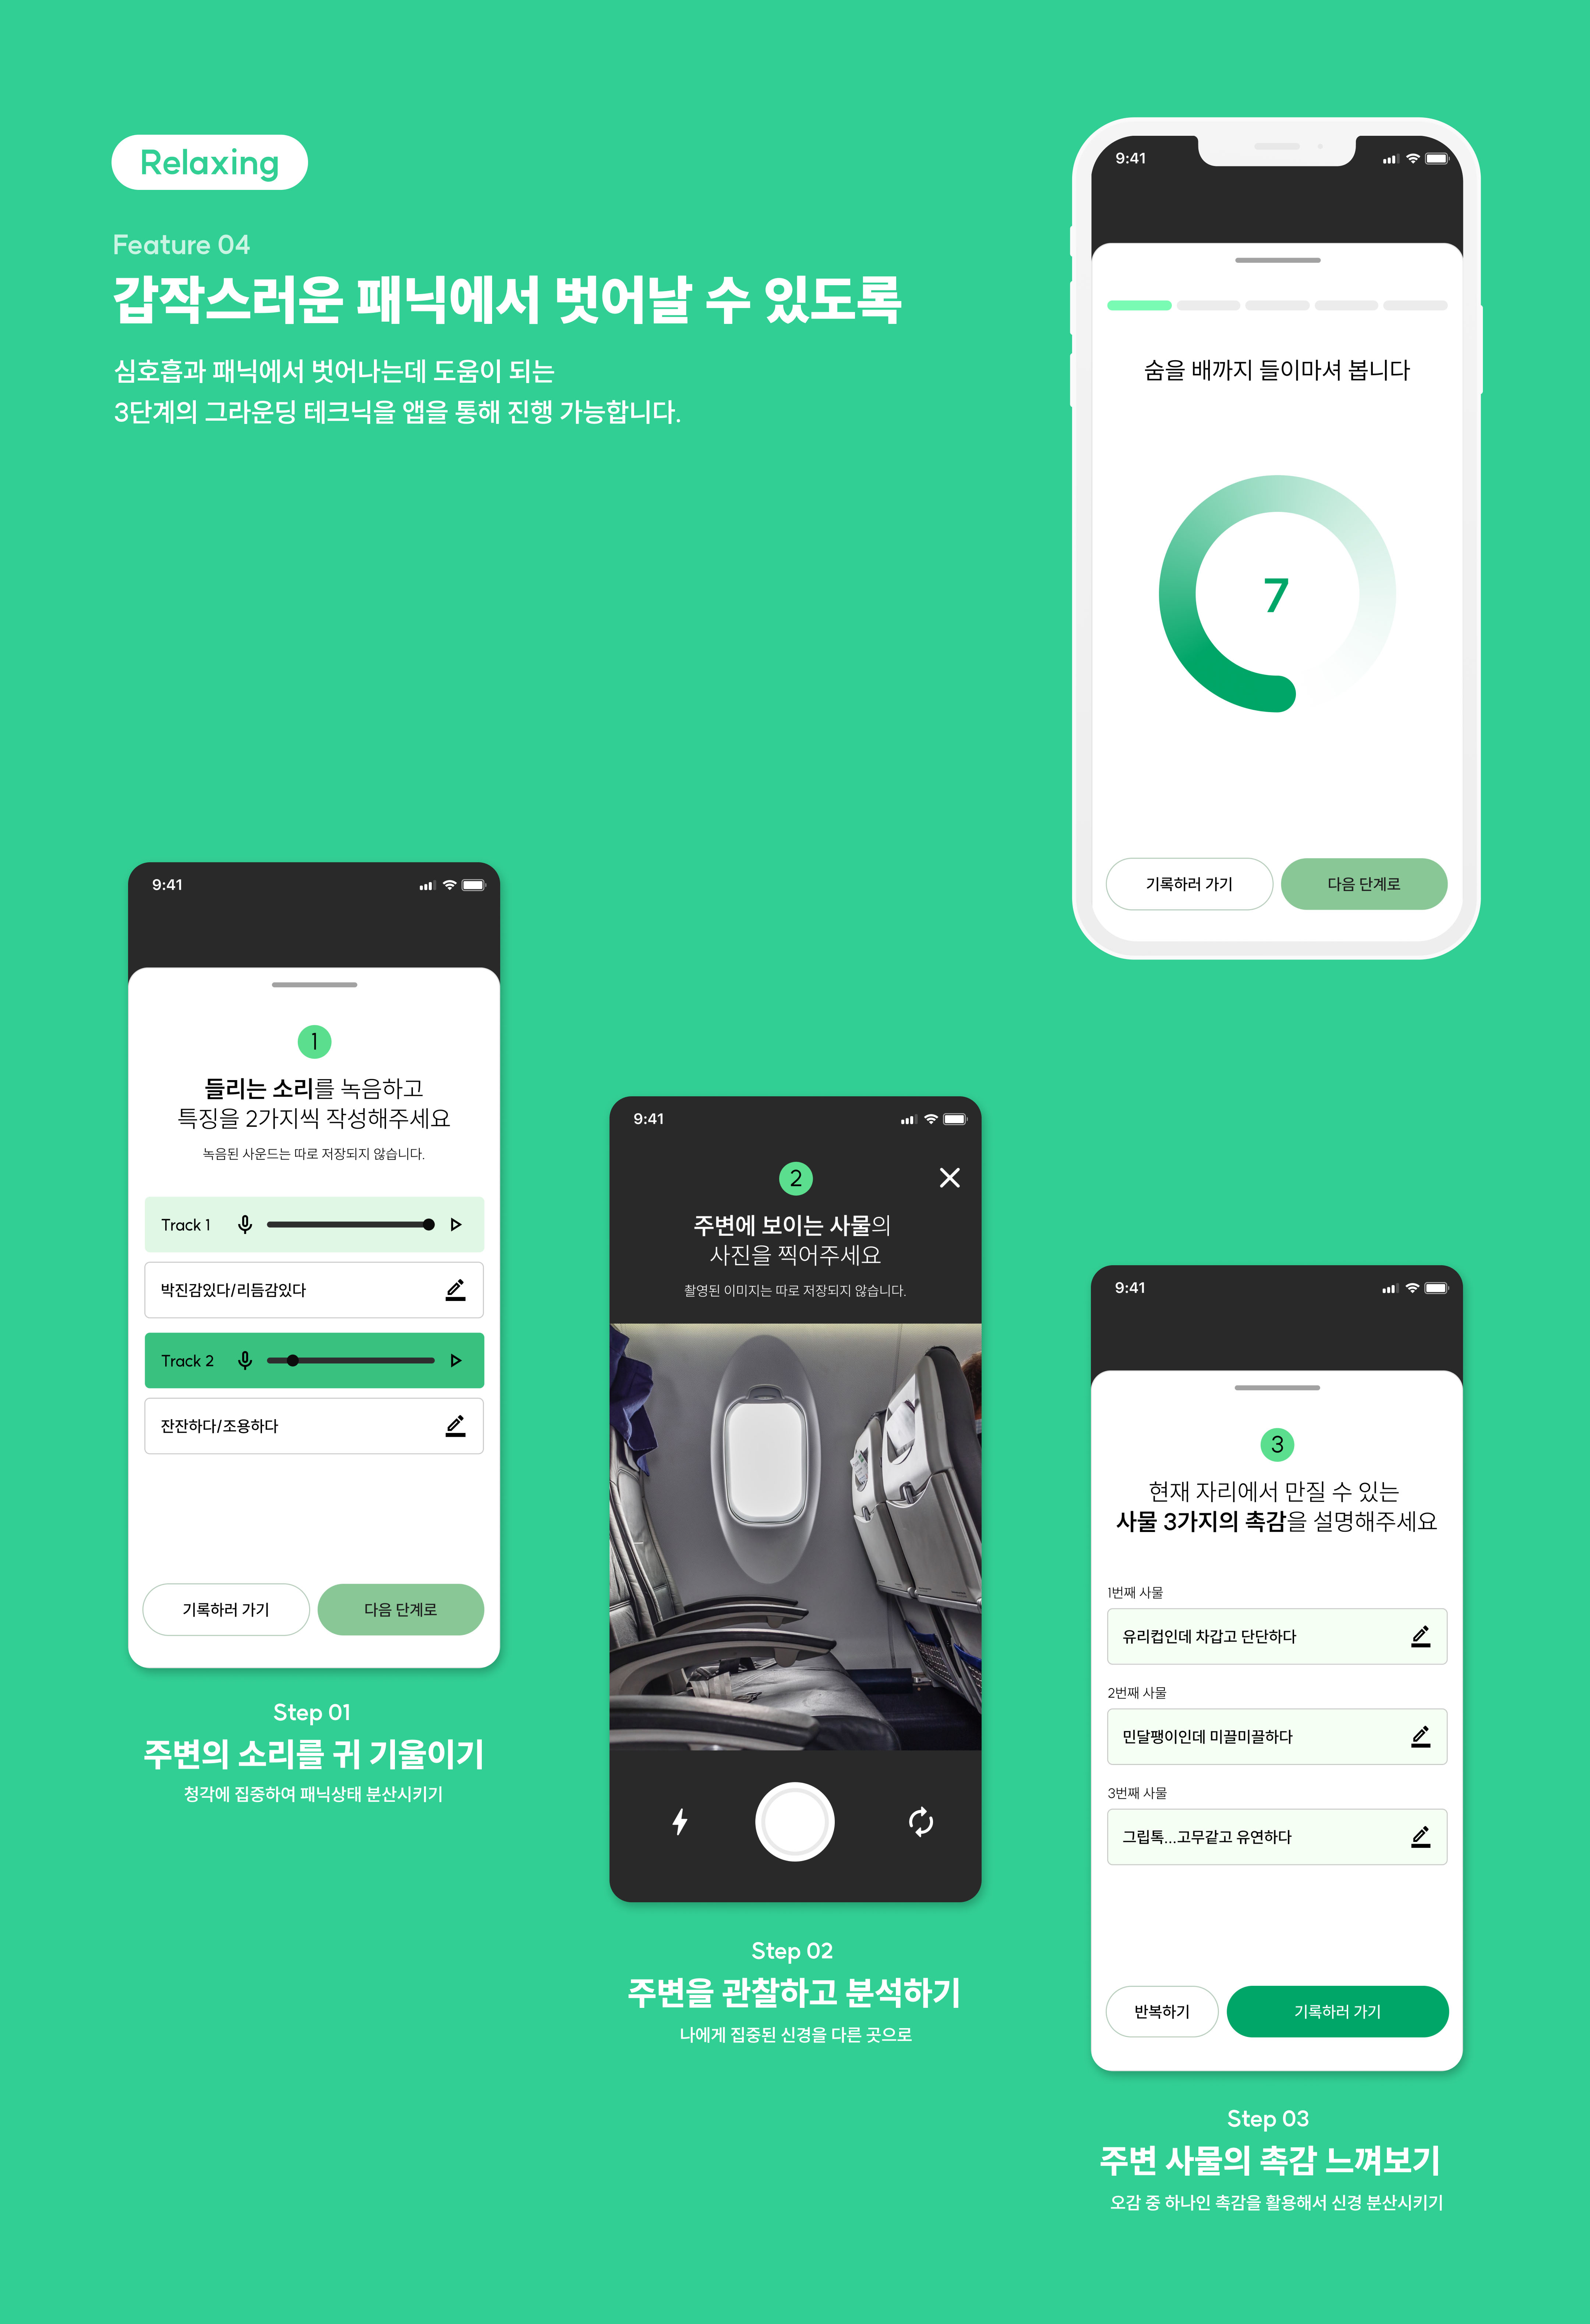 Relaxing
Feature 04
갑작스러운 패닉에서 벗어날 수 있도록
심호흡과 패닉에서 벗어나는데 도움이 되는
3단계의 그라운딩 테크닉을 앱을 통해 진행 가능합니다.
9:41
숨을 배까지 들이마셔 봅니다
7
기록하러 가기
다음 단계로
9:41
1
들리는 소리를 녹음하고
특징을 2가지씩 작성해주세요
녹음된 사운드는 따로 저장되지 않습니다.
Track 1
박진감있다/리듬감있다
Track 2
잔잔하다/조용하다
기록하러 가기
다음 단계로
Step 01
주변의 소리를 귀 기울이기
청각에 집중하여 패닉상태 분산시키기
9:41
2
주변에 보이는 사물의
사진을 찍어주세요
촬영된 이미지는 따로 저장되지 않습니다.
Step 02
주변을 관찰하고 분석하기
나에게 집중된 신경을 다른 곳으로
9:41
3
현재 자리에서 만질 수 있는
사물 3가지의 촉감을 설명해주세요
1번째 사물
유리컵인데 차갑고 단단하다
2번째 사물
민달팽이인데 미끌미끌하다
3번째 사물
그립톡...고무같고 유연하다
반복하기
기록하러 가기
Step 03
주변 사물의 촉감 느껴보기
오감 중 하나인 촉감을 활용해서 신경 분산시키기